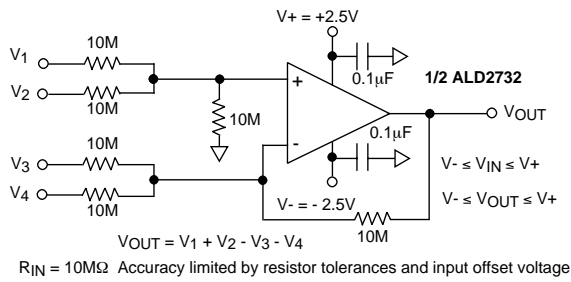 V+ = +2.5V
V1
10M
V2
10M
0.1µF
1/2 ALD2732
+
10M
VOUT
-
0.1µF
V3
10M
V4
10M
V- ≤ VIN ≤ V+
V- = - 2.5V
V- ≤ VOUT ≤ V+
10M
VOUT = V1 + V2 - V3 - V4
RIN = 10MΩ Accuracy limited by resistor tolerances and input offset voltage